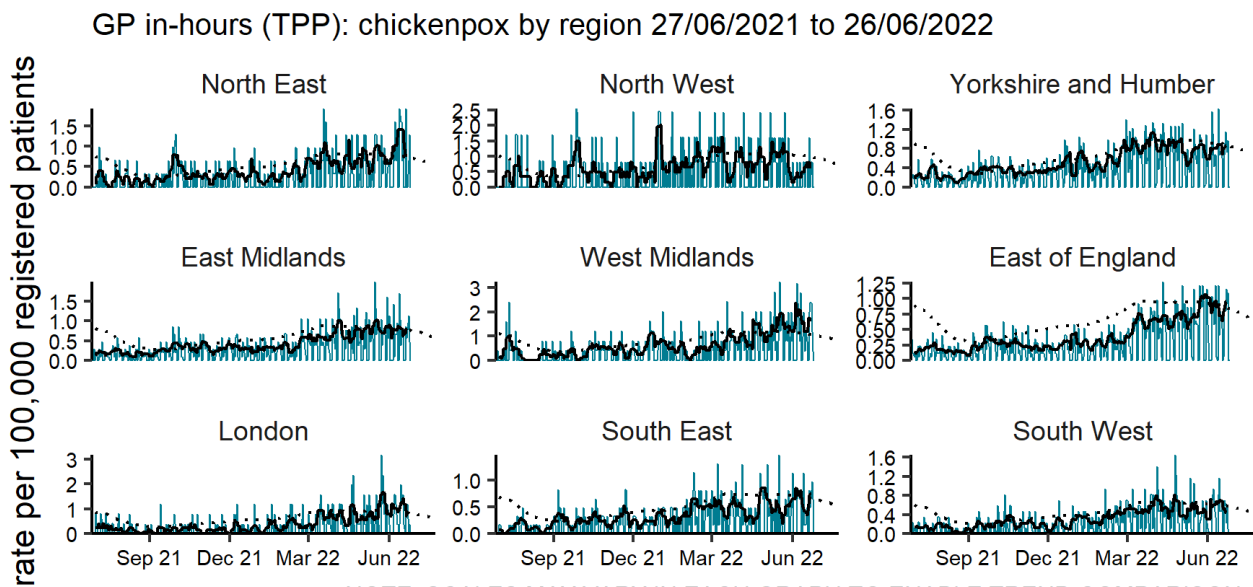 GP in-hours (TPP): chickenpox by region 27/06/2021 to 26/06/2022
rate per 100,000 registered patients
North East
North West
Yorkshire and Humber
1.5
1.0
0.5
0.0
2.5
2.0
1.5
1.0
0.5
0.0
1.6
1.2
0.8
0.4
0.0
East Midlands
West Midlands
East of England
1.5
1.0
0.5
0.0
3
2
1
0
1.25
1.00
0.75
0.50
0.25
0.00
London
South East
South West
3
2
1
0
1.0
0.5
0.0
1.6
1.2
0.8
0.4
0.0
Sep 21 Dec 21 Mar 22 Jun 22
Sep 21 Dec 21 Mar 22 Jun 22
Sep 21 Dec 21 Mar 22 Jun 22